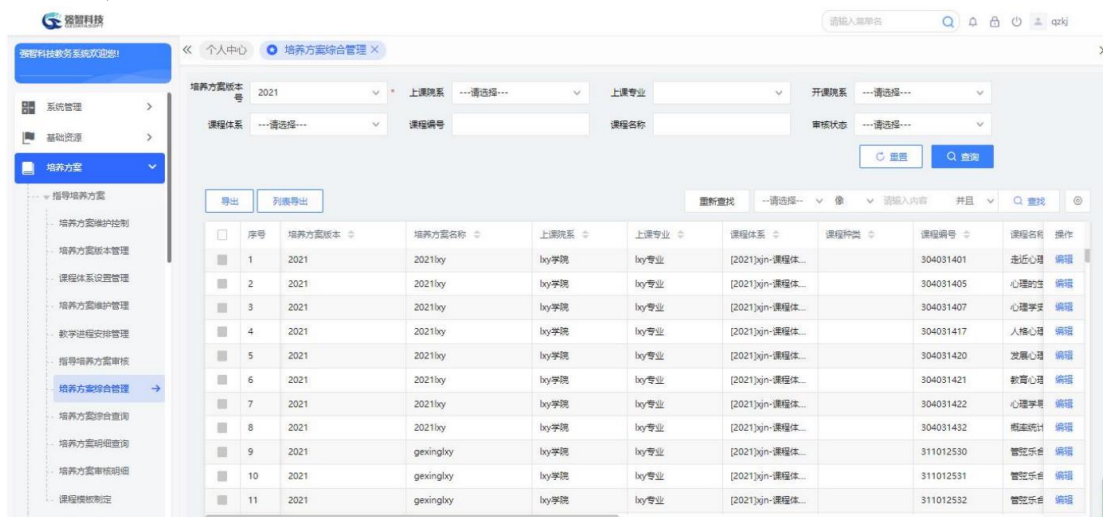 强智科技
请输入菜单名
qzkj
强智科技教务系统欢迎您!
个人中心
培养方案综合管理
系统管理
基础资源
培养方案
指导培养方案
培养方案维护控制
培养方案版本管理
课程体系设置管理
培养方案维护管理
教学进程安排管理
指导培养方案审核
培养方案综合管理
培养方案综合查询
培养方案明细查询
培养方案审核明细
课程模板制定
培养方案版本号 2021 * 上课院系 ---请选择--- 上课专业 开课院系 ---请选择---
课程体系 ---请选择--- 课程编号 课程名称 审核状态 ---请选择---
重置 查询
导出 列表导出 重新查找 --请选择-- 像 请输入内容 并且 查找
序号 培养方案版本 培养方案名称 上课院系 上课专业 课程体系 课程种类 课程编号 课程名称 操作
1 2021 2021lxy lxy学院 lxy专业 [2021]xjn-课程体... 304031401 走近心理 编辑
2 2021 2021lxy lxy学院 lxy专业 [2021]xjn-课程体... 304031405 心理的生 编辑
3 2021 2021lxy lxy学院 lxy专业 [2021]xjn-课程体... 304031407 心理学史 编辑
4 2021 2021lxy lxy学院 lxy专业 [2021]xjn-课程体... 304031417 人格心理 编辑
5 2021 2021lxy lxy学院 lxy专业 [2021]xjn-课程体... 304031420 发展心理 编辑
6 2021 2021lxy lxy学院 lxy专业 [2021]xjn-课程体... 304031421 教育心理 编辑
7 2021 2021lxy lxy学院 lxy专业 [2021]xjn-课程体... 304031422 心理学导 编辑
8 2021 2021lxy lxy学院 lxy专业 [2021]xjn-课程体... 304031432 概率统计 编辑
9 2021 gexinglxy lxy学院 lxy专业 [2021]xjn-课程体... 311012530 管弦乐合 编辑
10 2021 gexinglxy lxy学院 lxy专业 [2021]xjn-课程体... 311012531 管弦乐合 编辑
11 2021 gexinglxy lxy学院 lxy专业 [2021]xjn-课程体... 311012532 管弦乐合 编辑